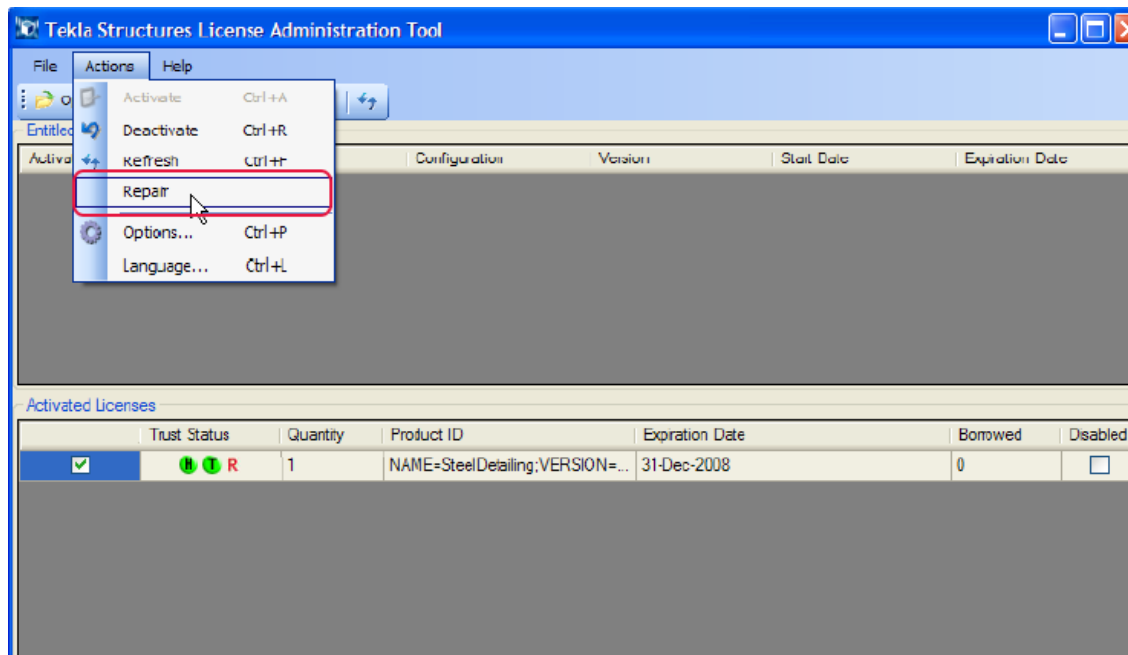 Tekla Structures License Administration Tool
File Actions Help
O
Activate Ctrl+A
Entitled
Deactivate Ctrl+R
Activa
Refresh Ctrl+F
Configuration Version Start Date Expiration Date
Repair
Options... Ctrl+P
Language... Ctrl+L
Activated Licenses
Trust Status Quantity Product ID Expiration Date Borrowed Disabled
H T R 1 NAME=SteelDetailing;VERSION=... 31-Dec-2008 0